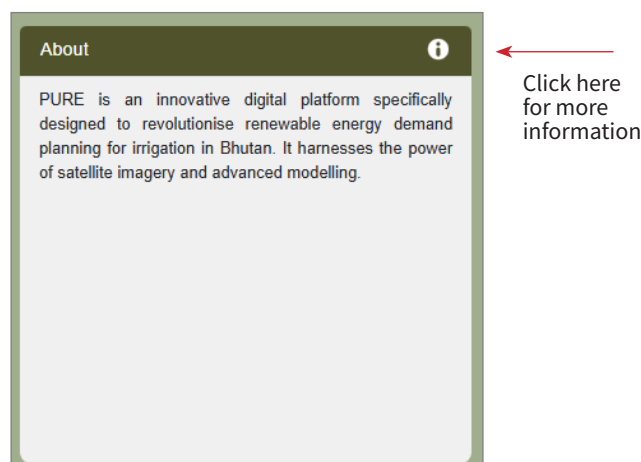 About
PURE is an innovative digital platform specifically
designed to revolutionise renewable energy demand
planning for irrigation in Bhutan. It harnesses the power
of satellite imagery and advanced modelling.
Click here
for more
information